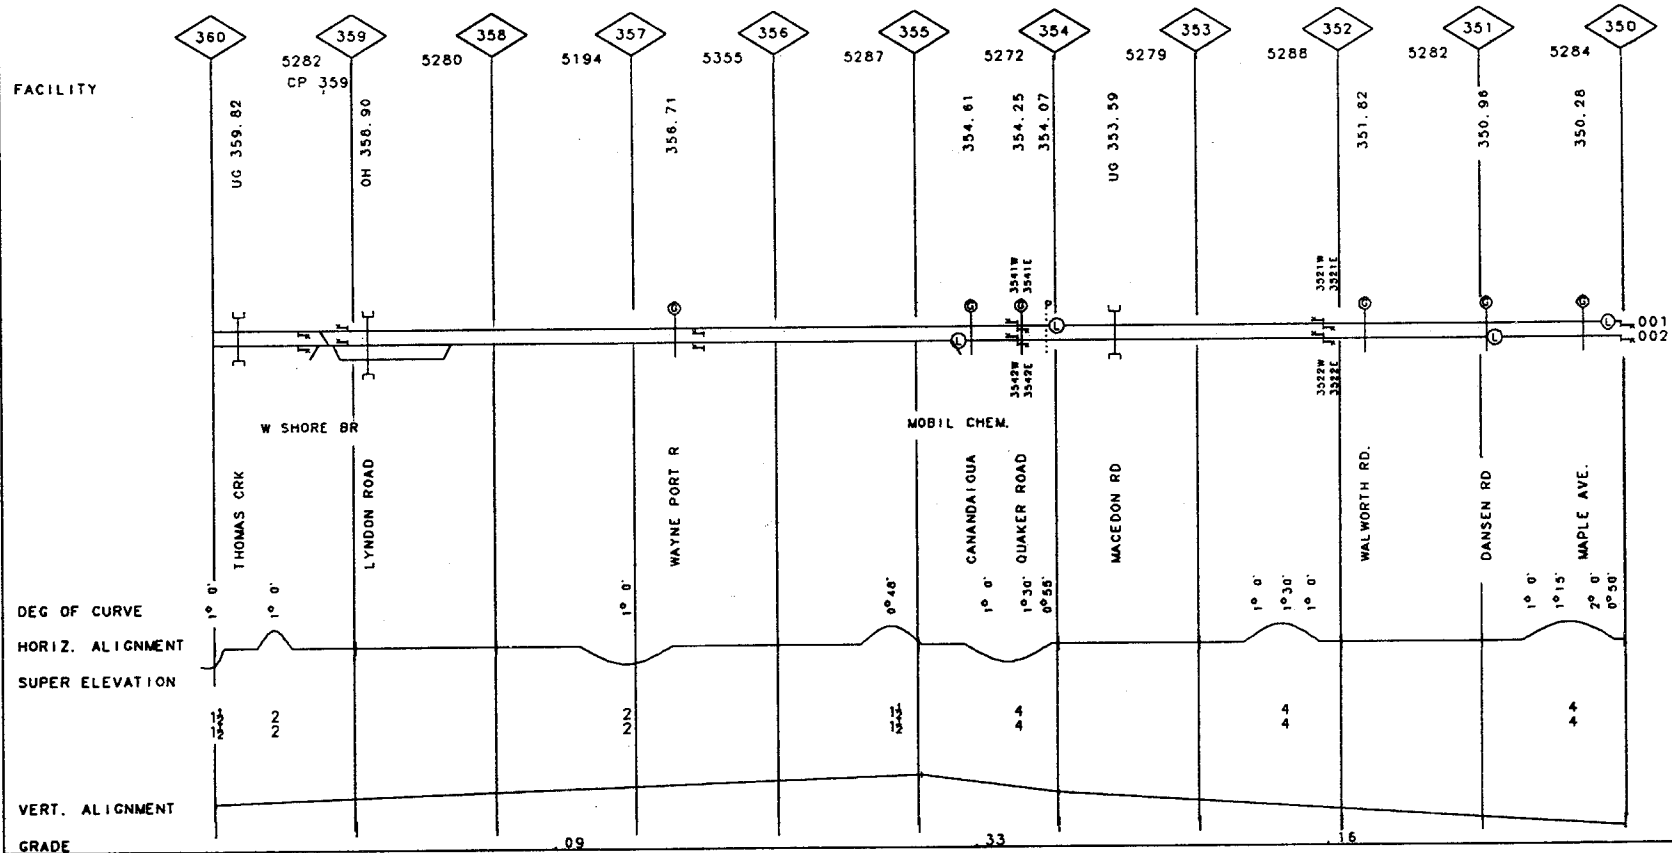 360 359 358 357 356 355 354 353 352 351 350
5282 5280 5194 5355 5287 5272 5279 5288 5282 5284
CP 359
FACILITY
UG 359.82
OH 358.90
356.71
354.61
354.25
354.07
UG 353.59
351.82
350.96
350.28
3541W
3541E
3521W
3521E
G G G P G G G
L L 001
L L 002
3542W
3542E
3522W
3522E
W SHORE BR
MOBIL CHEM.
THOMAS CRK
LYNDON ROAD
WAYNE PORT R
CANANDAIGUA
QUAKER ROAD
MACEDON RD
WALWORTH RD.
DANSEN RD
MAPLE AVE.
DEG OF CURVE
1° 0' 1° 0' 1° 0' 0° 48' 1° 0' 1° 30' 0° 55' 1° 0' 1° 30' 1° 0' 1° 0' 1° 15' 2° 0' 0° 50'
HORIZ. ALIGNMENT
SUPER ELEVATION
1½ 2 2 1½ 4 4 4
1½ 2 2 1½ 4 4 4
VERT. ALIGNMENT
GRADE .09 .33 .16